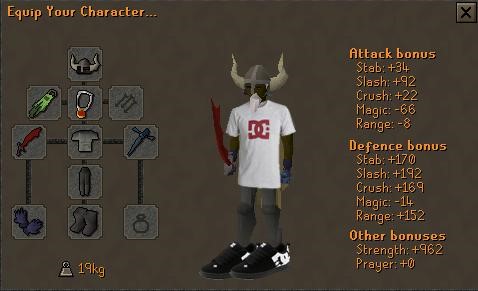 Equip Your Character...
Attack bonus
Stab: +34
Slash: +92
Crush: +22
Magic: -66
Range: -8
Defence bonus
Stab: +170
Slash: +192
Crush: +169
Magic: -14
Range: +152
Other bonuses
Strength: +962
Prayer: +0
DC
19kg